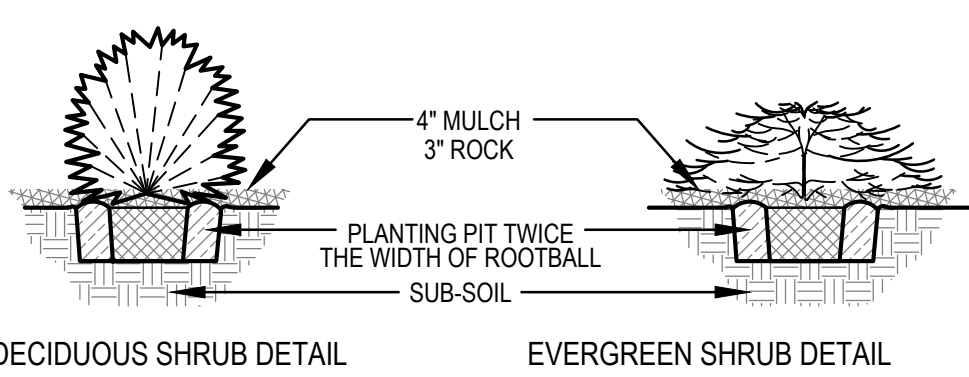 4" MULCH
3" ROCK
PLANTING PIT TWICE
THE WIDTH OF ROOTBALL
SUB-SOIL
DECIDUOUS SHRUB DETAIL
EVERGREEN SHRUB DETAIL